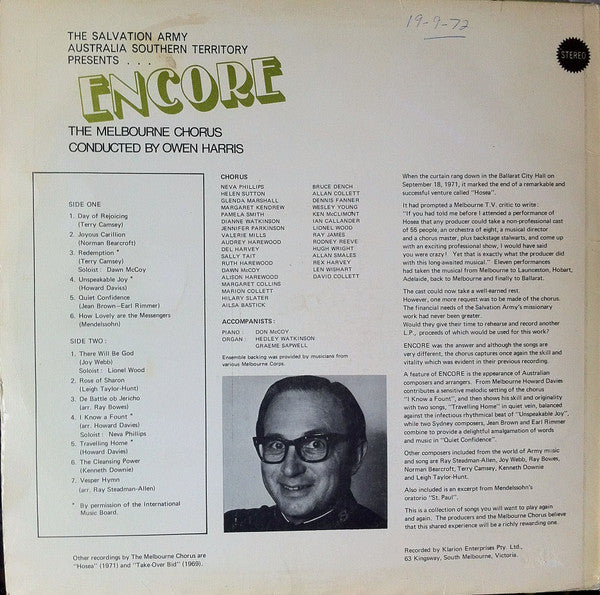 19-9-72
STEREO
THE SALVATION ARMY
AUSTRALIA SOUTHERN TERRITORY
PRESENTS . . .
ENCORE
THE MELBOURNE CHORUS
CONDUCTED BY OWEN HARRIS
SIDE ONE
1. Day of Rejoicing
(Terry Camsey)
2. Joyous Carillion
(Norman Bearcroft)
3. Redemption *
(Terry Camsey)
Soloist : Dawn McCoy
4. Unspeakable Joy *
(Howard Davies)
5. Quiet Confidence
(Jean Brown—Earl Rimmer)
6. How Lovely are the Messengers
(Mendelssohn)
SIDE TWO :
1. There Will Be God
(Joy Webb)
Soloist : Lionel Wood
2. Rose of Sharon
(Leigh Taylor-Hunt)
3. De Battle ob Jericho
(arr. Ray Bowes)
4. I Know a Fount *
(arr. Howard Davies)
Soloist : Neva Phillips
5. Travelling Home *
(Howard Davies)
6. The Cleansing Power
(Kenneth Downie)
7. Vesper Hymn
(arr. Ray Steadman-Allen)
* By permission of the International
Music Board.
Other recordings by The Melbourne Chorus are
"Hosea" (1971) and "Take-Over Bid" (1969).
CHORUS
NEVA PHILLIPS
HELEN SUTTON
GLENDA MARSHALL
MARGARET KENDREW
PAMELA SMITH
DIANNE WATKINSON
JENNIFER PARKINSON
VALERIE MILLS
AUDREY HAREWOOD
DEL HARVEY
SALLY TAIT
RUTH HAREWOOD
DAWN McCOY
ALISON HAREWOOD
MARGARET COLLINS
MARION COLLETT
HILARY SLATER
AILSA BASTICK
BRUCE DENCH
ALLAN COLLETT
DENNIS FANNER
WESLEY YOUNG
KEN McCLIMONT
IAN CALLANDER
LIONEL WOOD
RAY JAMES
RODNEY REEVE
HUGH WRIGHT
ALLAN SMALES
REX HARVEY
LEN WISHART
DAVID COLLETT
ACCOMPANISTS :
PIANO : DON McCOY
ORGAN : HEDLEY WATKINSON
GRAEME SAPWELL
Ensemble backing was provided by musicians from
various Melbourne Corps.
When the curtain rang down in the Ballarat City Hall on
September 18, 1971, it marked the end of a remarkable and
successful venture called "Hosea".
It had prompted a Melbourne T.V. critic to write :
"If you had told me before I attended a performance of
Hosea that any producer could take a non-professional cast
of 55 people, an orchestra of eight, a musical director
and a chorus master, plus backstage stalwarts, and come up
with an exciting professional show, I would have said
you were crazy! Yet that is exactly what the producer did
with this long-awaited musical." Eleven performances
had taken the musical from Melbourne to Launceston, Hobart,
Adelaide, back to Melbourne and finally to Ballarat.
The cast could now take a well-earned rest.
However, one more request was to be made of the chorus.
The financial needs of the Salvation Army's missionary
work had never been greater.
Would they give their time to rehearse and record another
L.P., proceeds of which would be used for this work?
ENCORE was the answer and although the songs are
very different, the chorus captures once again the skill and
vitality which was evident in their previous recording.
A feature of ENCORE is the appearance of Australian
composers and arrangers. From Melbourne Howard Davies
contributes a sensitive melodic setting of the chorus
"I Know a Fount", and then shows his skill and originality
with two songs, "Travelling Home" in quiet vein, balanced
against the infectious rhythmical beat of "Unspeakable Joy",
while two Sydney composers, Jean Brown and Earl Rimmer
combine to provide a delightful amalgamation of words
and music in "Quiet Confidence".
Other composers included from the world of Army music
and song are Ray Steadman-Allen, Joy Webb, Ray Bowes,
Norman Bearcroft, Terry Camsey, Kenneth Downie
and Leigh Taylor-Hunt.
Also included is an excerpt from Mendelssohn's
oratorio "St. Paul".
This is a collection of songs you will want to play again
and again. The producers and the Melbourne Chorus believe
that this shared experience will be a richly rewarding one.
Recorded by Klarion Enterprises Pty. Ltd.,
63 Kingsway, South Melbourne, Victoria.